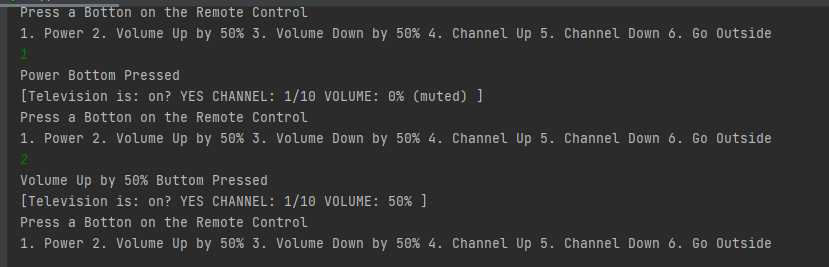 Press a Botton on the Remote Control
1. Power 2. Volume Up by 50% 3. Volume Down by 50% 4. Channel Up 5. Channel Down 6. Go Outside
1
Power Bottom Pressed
[Television is: on? YES CHANNEL: 1/10 VOLUME: 0% (muted) ]
Press a Botton on the Remote Control
1. Power 2. Volume Up by 50% 3. Volume Down by 50% 4. Channel Up 5. Channel Down 6. Go Outside
2
Volume Up by 50% Buttom Pressed
[Television is: on? YES CHANNEL: 1/10 VOLUME: 50% ]
Press a Botton on the Remote Control
1. Power 2. Volume Up by 50% 3. Volume Down by 50% 4. Channel Up 5. Channel Down 6. Go Outside